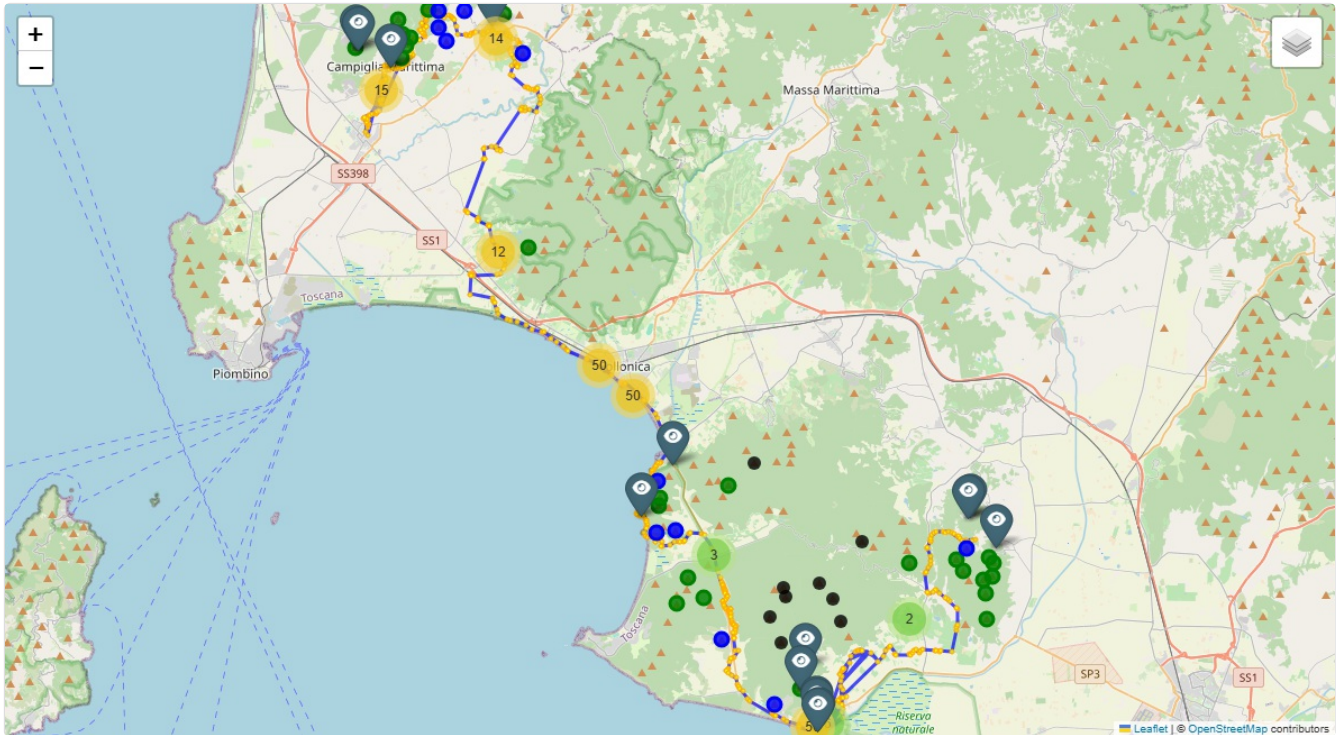 +
−
14
Campiglia Marittima
15
Massa Marittima
SS398
SS1
12
Toscana
Piombino
50
llonica
50
3
Toscana
2
SP3
SS1
Riserva
naturale
Leaflet | © OpenStreetMap contributors